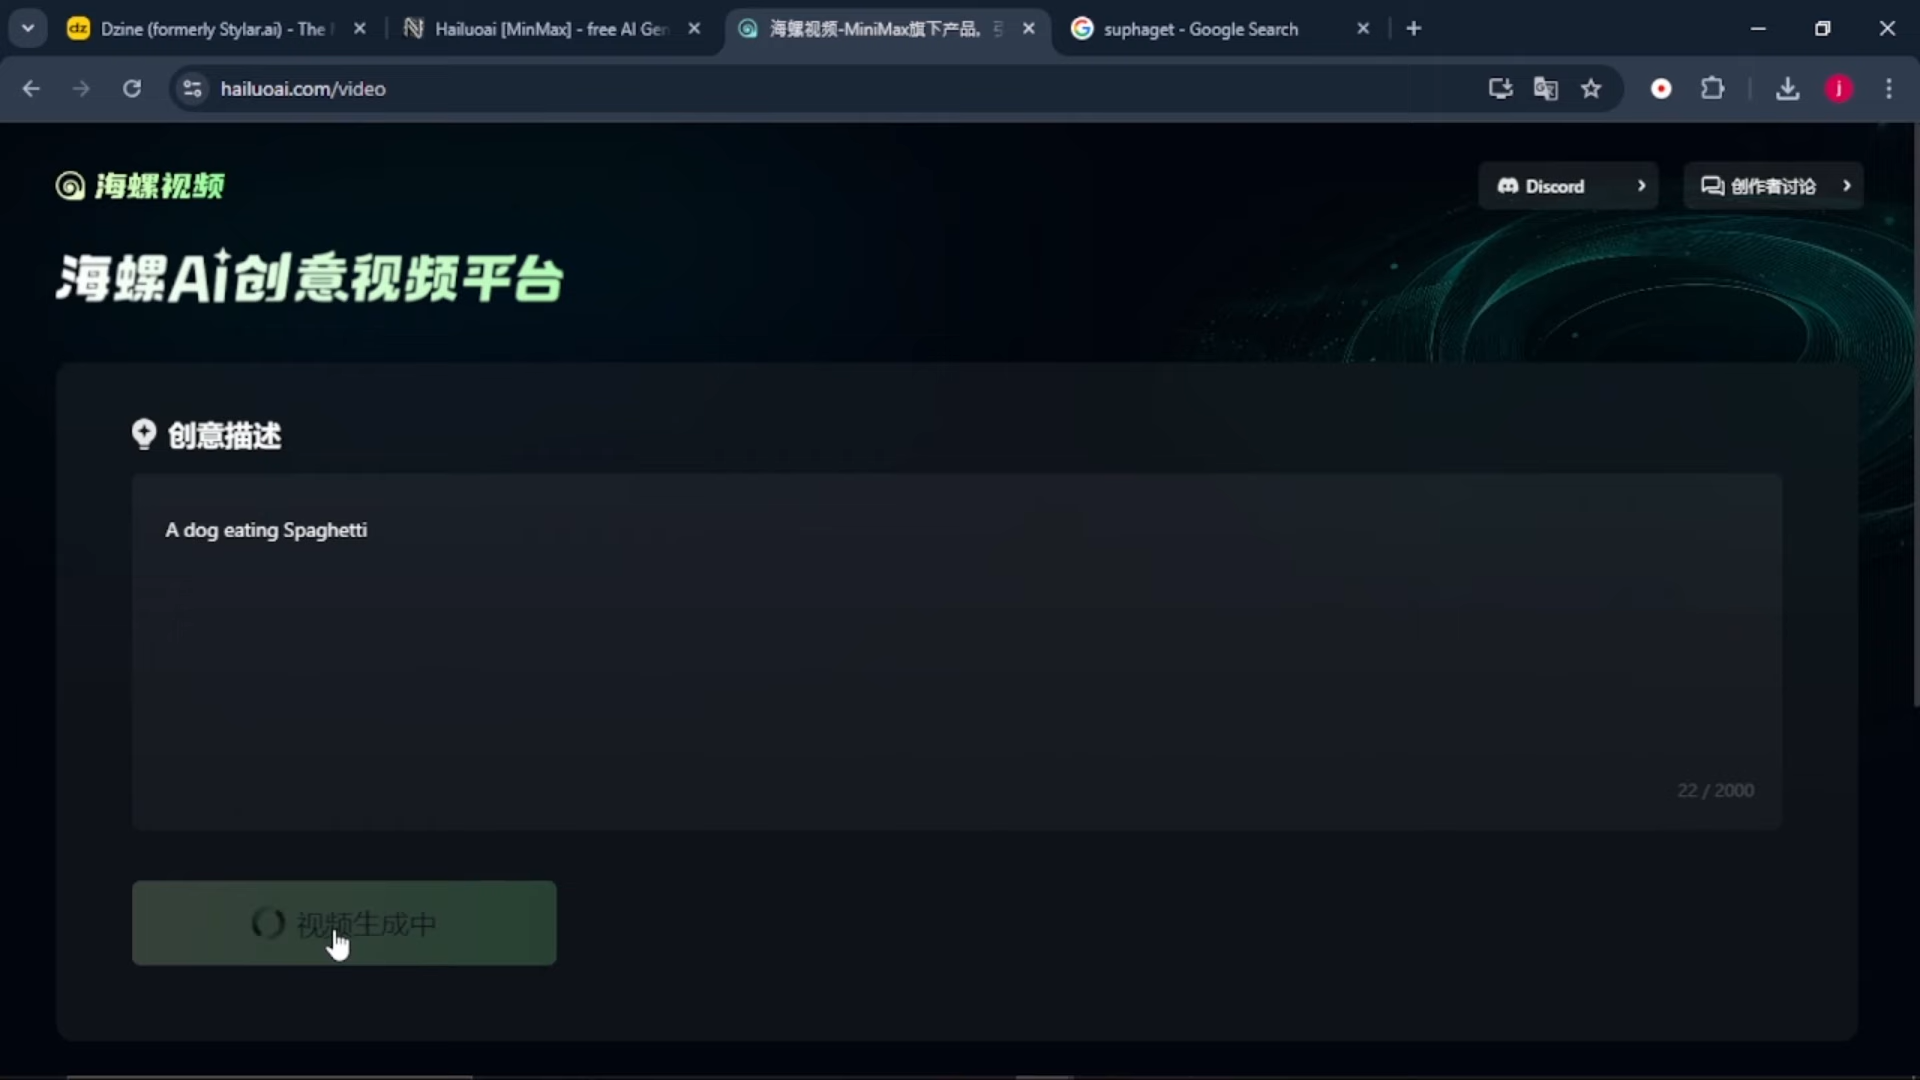 dz Dzine (formerly Stylar.ai) - The
Hailuoai [MinMax] - free AI Gen
海螺视频-MiniMax旗下产品,
suphaget - Google Search
hailuoai.com/video
j
海螺视频
Discord
创作者讨论
海螺Ai创意视频平台
创意描述
A dog eating Spaghetti
22 / 2000
视频生成中